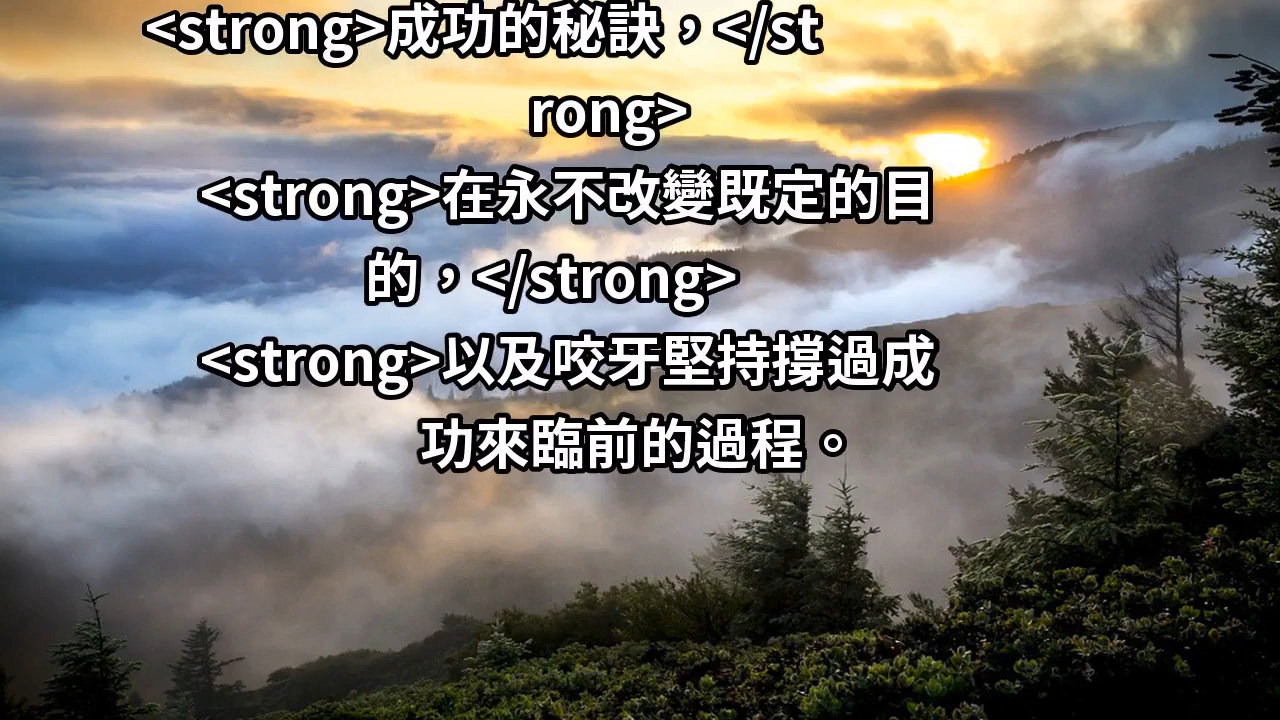 <strong>成功的秘訣，</st
rong>
<strong>在永不改變既定的目
的，</strong>
<strong>以及咬牙堅持撐過成
功來臨前的過程。